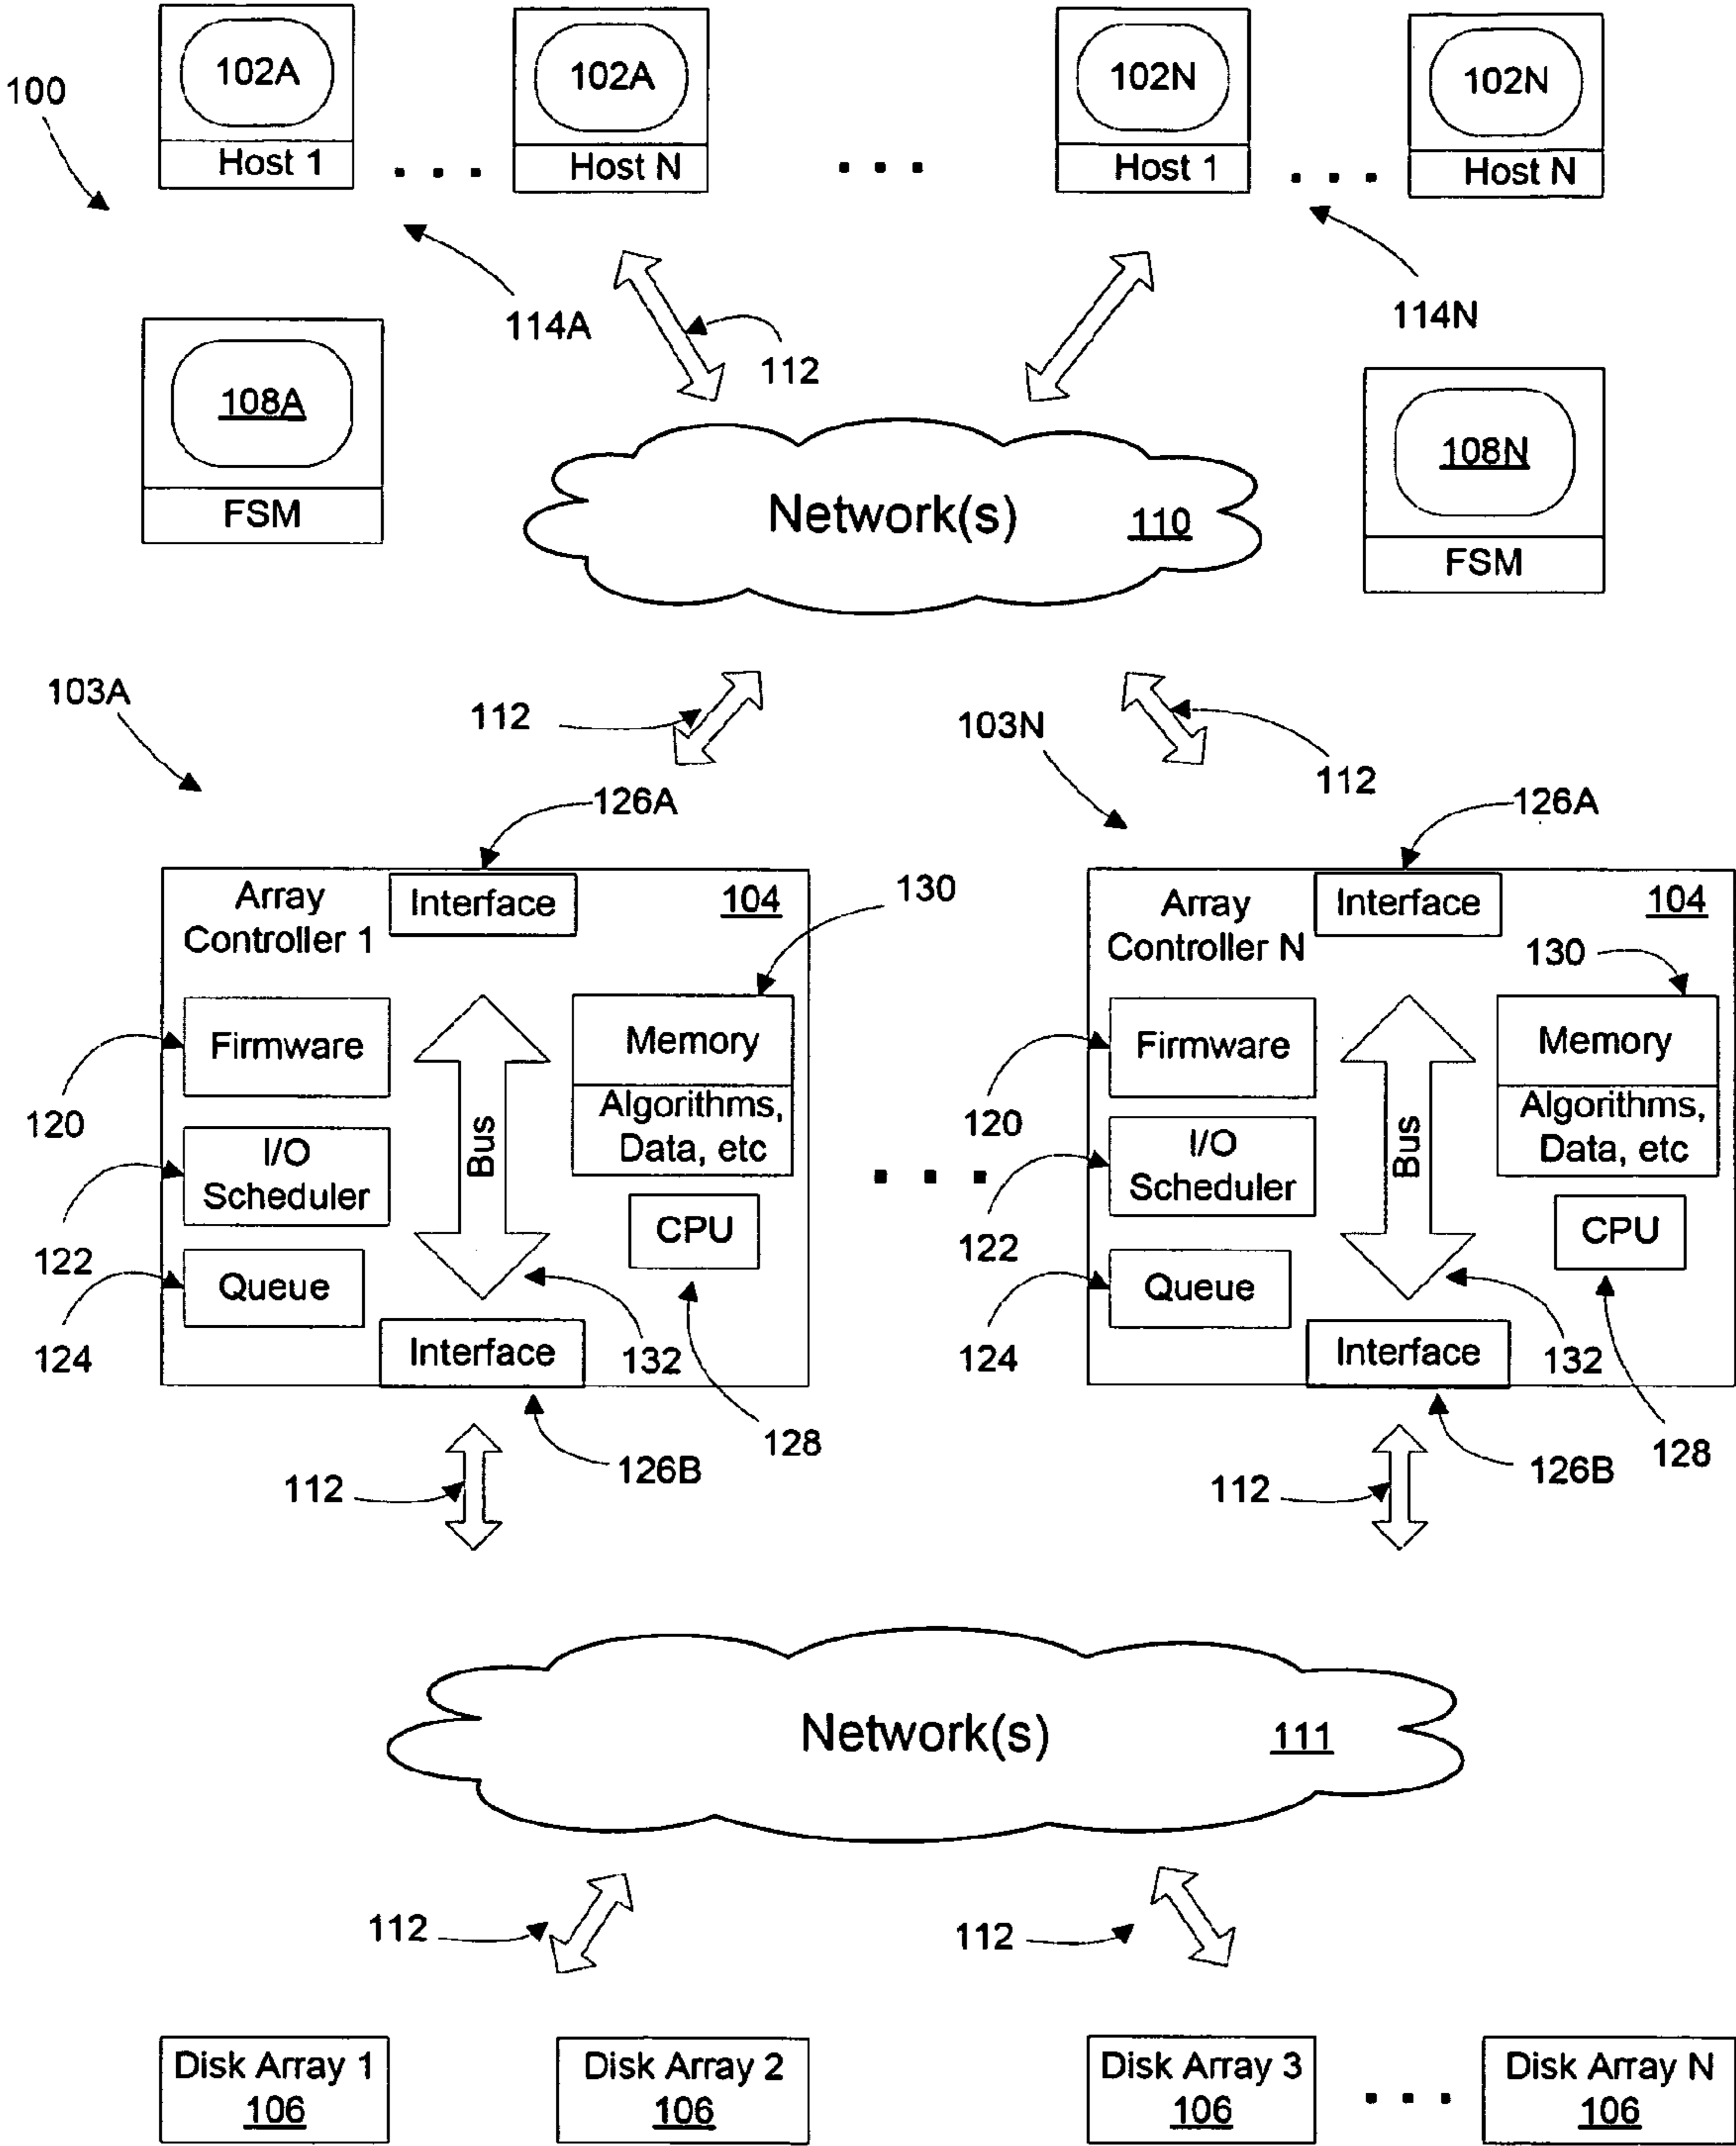 102A
102A
102N
102N
100
Host 1
. . .
Host N
. . .
Host 1
. . .
Host N
114A
112
114N
108A
FSM
Network(s) 110
108N
FSM
103A
112
103N
112
126A
126A
Array
Controller 1
Interface
104
130
Firmware
Memory
Algorithms,
Data, etc
120
I/O
Scheduler
Bus
CPU
122
Queue
124
Interface
132
128
126B
112
. . .
Array
Controller N
Interface
104
130
Firmware
Memory
Algorithms,
Data, etc
120
I/O
Scheduler
Bus
CPU
122
Queue
124
Interface
132
128
126B
112
Network(s) 111
112
112
Disk Array 1
106
Disk Array 2
106
Disk Array 3
106
. . .
Disk Array N
106